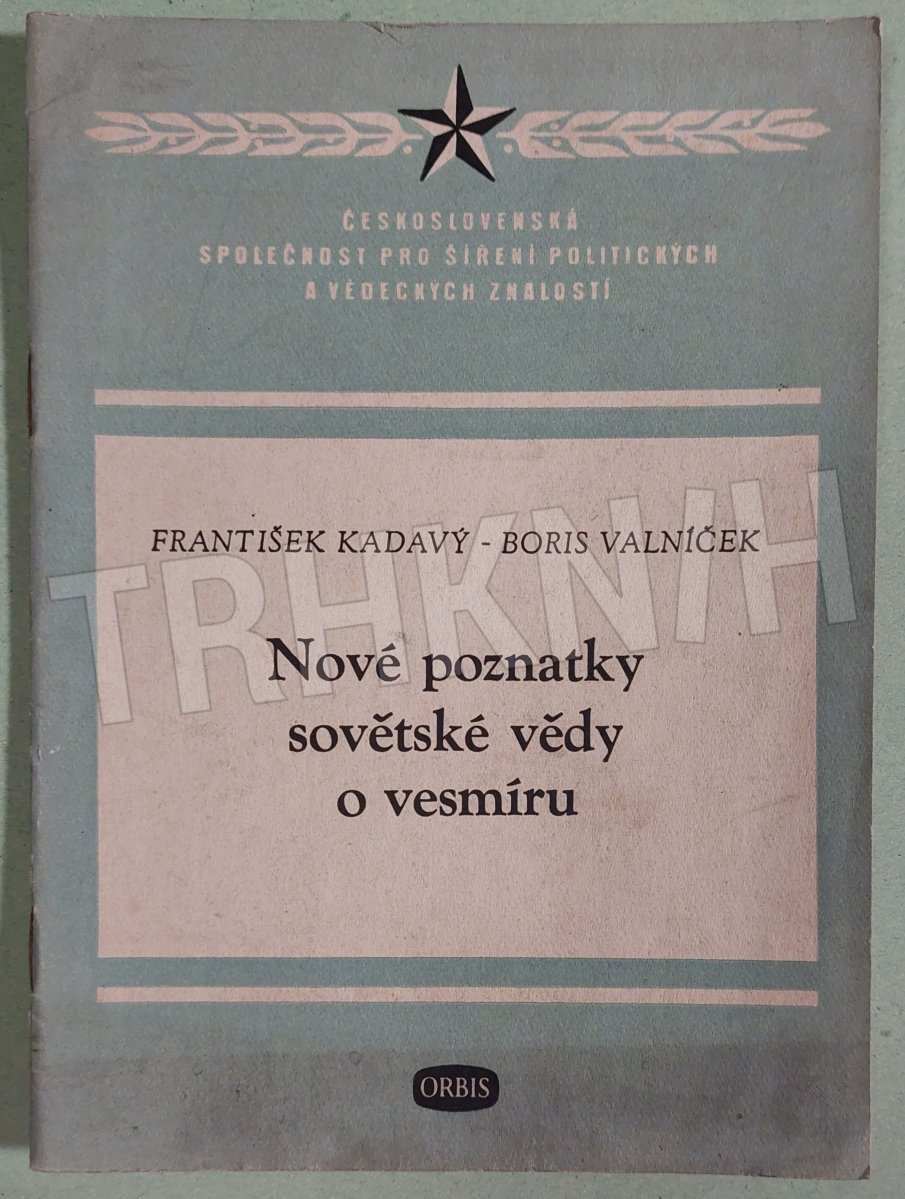 ČESKOSLOVENSKÁ
SPOLEČNOST PRO ŠÍŘENÍ POLITICKÝCH
A VĚDECKÝCH ZNALOSTÍ
FRANTIŠEK KADAVÝ - BORIS VALNÍČEK
TRHKNIH
Nové poznatky
sovětské vědy
o vesmíru
ORBIS